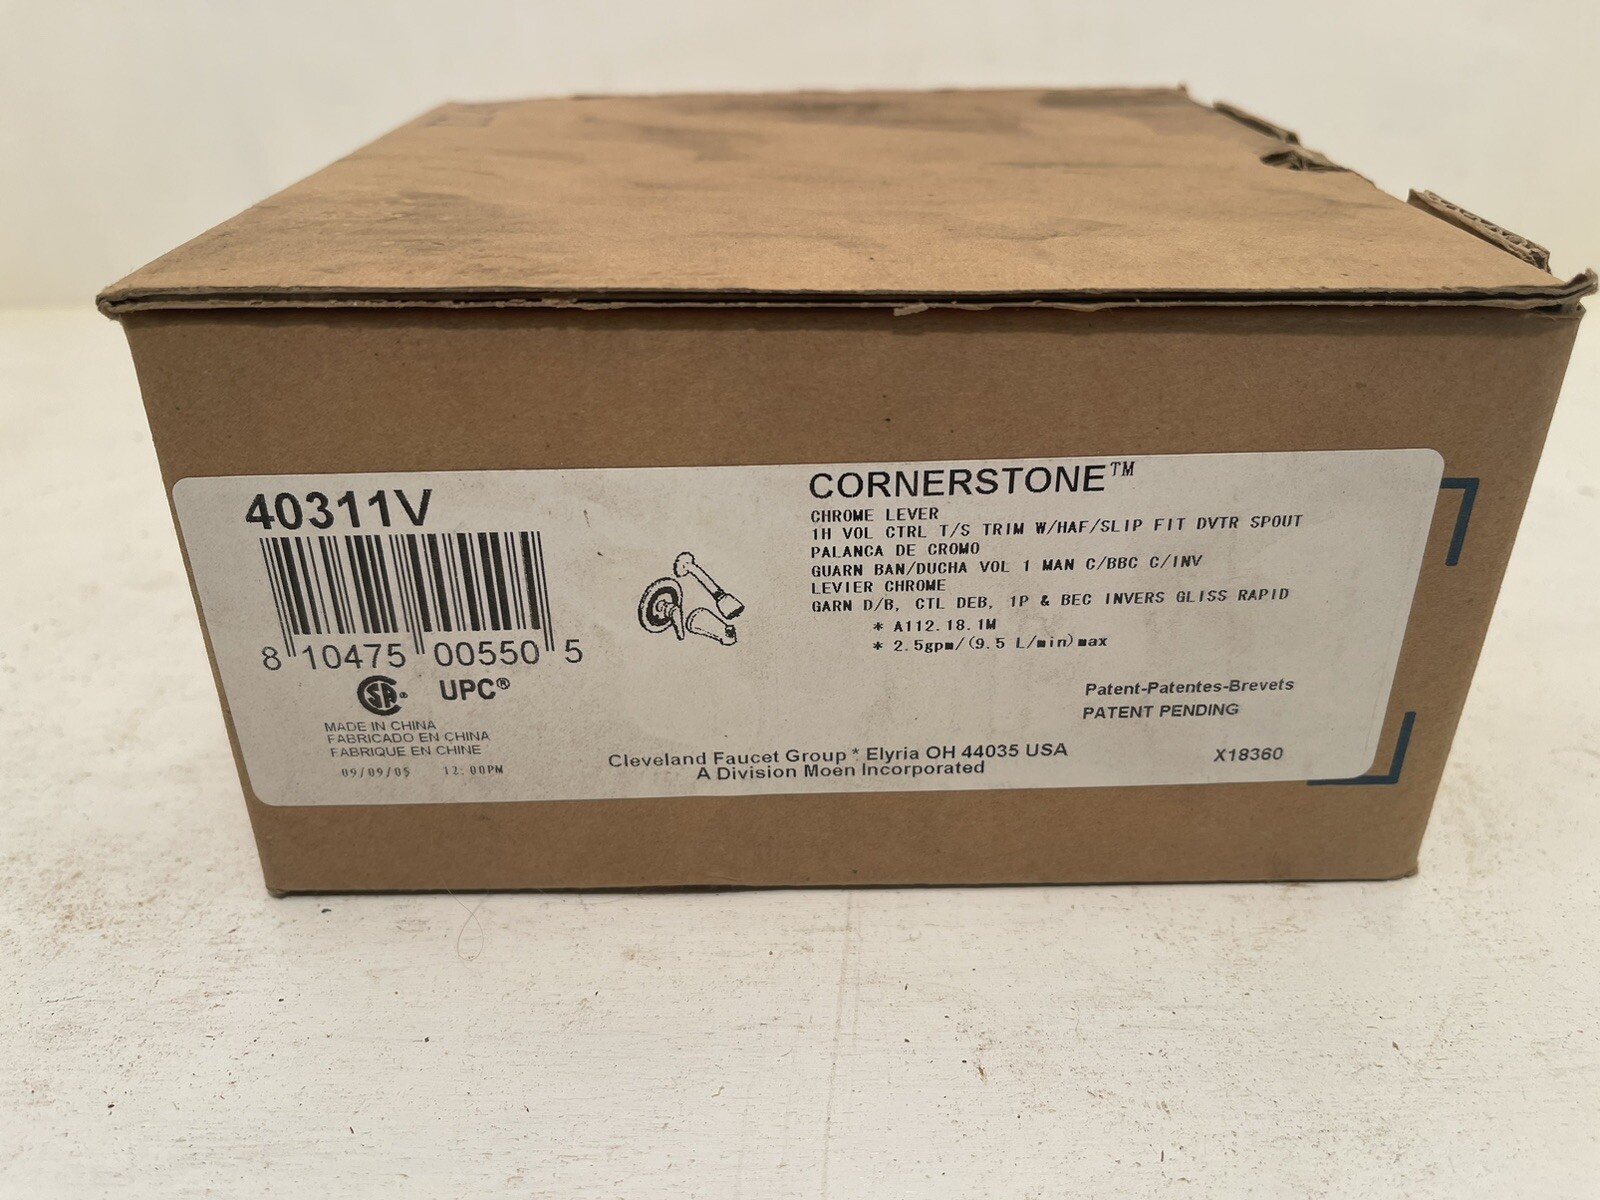 40311V
8 10475 00550 5
SA® UPC®
MADE IN CHINA
FABRICADO EN CHINA
FABRIQUE EN CHINE
09/09/05 12:00PM
CORNERSTONE™
CHROME LEVER
1H VOL CTRL T/S TRIM W/HAF/SLIP FIT DVTR SPOUT
PALANCA DE CROMO
GUARN BAN/DUCHA VOL 1 MAN C/BBC C/INV
LEVIER CHROME
GARN D/B, CTL DEB, 1P & BEC INVERS GLISS RAPID
* A112.18.1M
* 2.5gpm/(9.5 L/min)max
Patent-Patentes-Brevets
PATENT PENDING
Cleveland Faucet Group * Elyria OH 44035 USA
A Division Moen Incorporated
X18360